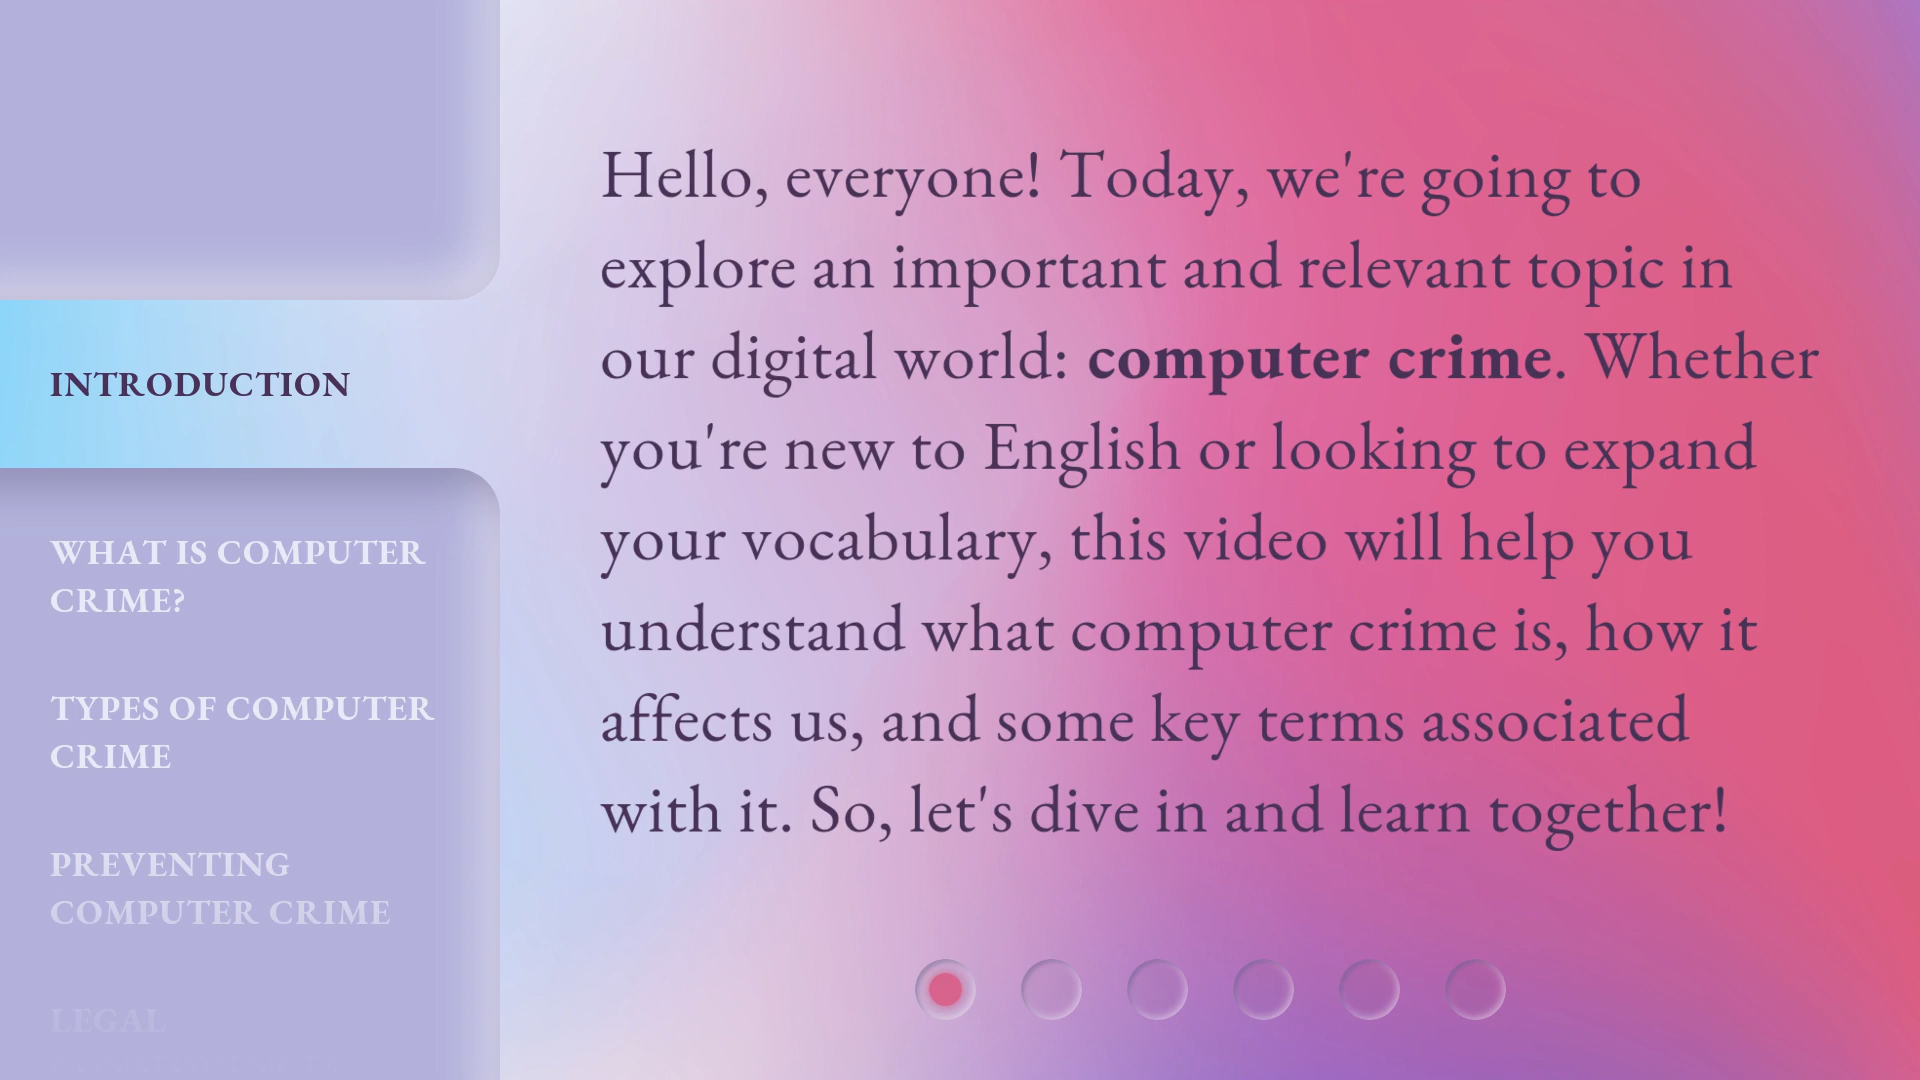 INTRODUCTION
WHAT IS COMPUTER
CRIME?
TYPES OF COMPUTER
CRIME
PREVENTING
COMPUTER CRIME
LEGAL
Hello, everyone! Today, we're going to
explore an important and relevant topic in
our digital world: computer crime. Whether
you're new to English or looking to expand
your vocabulary, this video will help you
understand what computer crime is, how it
affects us, and some key terms associated
with it. So, let's dive in and learn together!